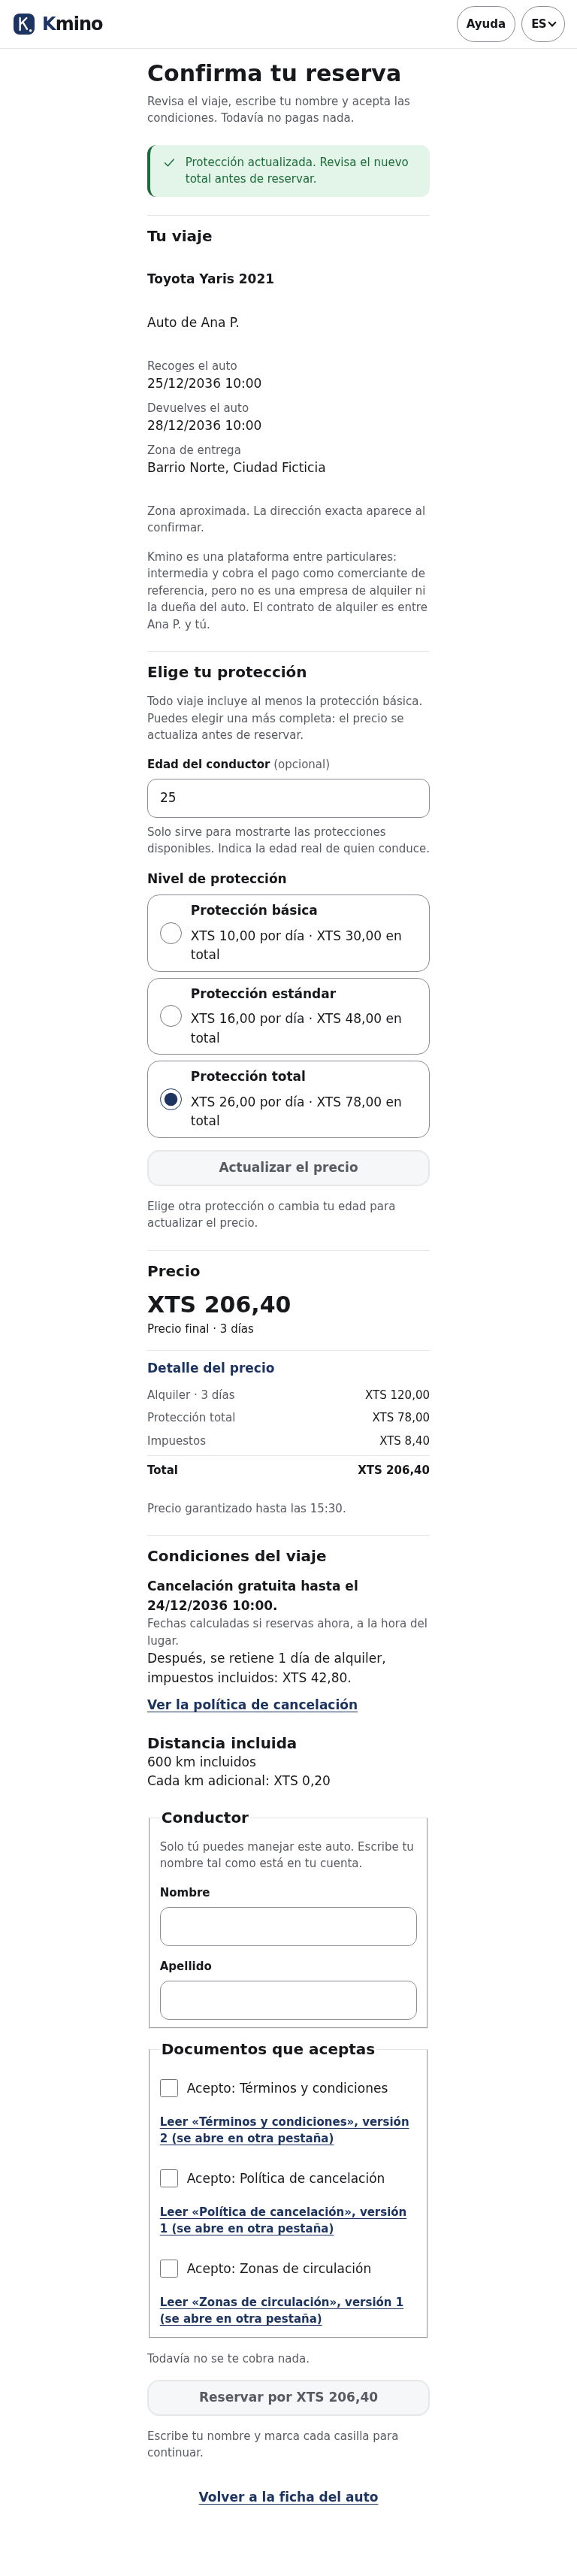 Kmino
Ayuda
ES
Confirma tu reserva
Revisa el viaje, escribe tu nombre y acepta las
condiciones. Todavía no pagas nada.
Protección actualizada. Revisa el nuevo
total antes de reservar.
Tu viaje
Toyota Yaris 2021
Auto de Ana P.
Recoges el auto
25/12/2036 10:00
Devuelves el auto
28/12/2036 10:00
Zona de entrega
Barrio Norte, Ciudad Ficticia
Zona aproximada. La dirección exacta aparece al
confirmar.
Kmino es una plataforma entre particulares:
intermedia y cobra el pago como comerciante de
referencia, pero no es una empresa de alquiler ni
la dueña del auto. El contrato de alquiler es entre
Ana P. y tú.
Elige tu protección
Todo viaje incluye al menos la protección básica.
Puedes elegir una más completa: el precio se
actualiza antes de reservar.
Edad del conductor (opcional)
25
Solo sirve para mostrarte las protecciones
disponibles. Indica la edad real de quien conduce.
Nivel de protección
Protección básica
XTS 10,00 por día · XTS 30,00 en
total
Protección estándar
XTS 16,00 por día · XTS 48,00 en
total
Protección total
XTS 26,00 por día · XTS 78,00 en
total
Actualizar el precio
Elige otra protección o cambia tu edad para
actualizar el precio.
Precio
XTS 206,40
Precio final · 3 días
Detalle del precio
Alquiler · 3 días XTS 120,00
Protección total XTS 78,00
Impuestos XTS 8,40
Total XTS 206,40
Precio garantizado hasta las 15:30.
Condiciones del viaje
Cancelación gratuita hasta el
24/12/2036 10:00.
Fechas calculadas si reservas ahora, a la hora del
lugar.
Después, se retiene 1 día de alquiler,
impuestos incluidos: XTS 42,80.
Ver la política de cancelación
Distancia incluida
600 km incluidos
Cada km adicional: XTS 0,20
Conductor
Solo tú puedes manejar este auto. Escribe tu
nombre tal como está en tu cuenta.
Nombre
Apellido
Documentos que aceptas
Acepto: Términos y condiciones
Leer «Términos y condiciones», versión
2 (se abre en otra pestaña)
Acepto: Política de cancelación
Leer «Política de cancelación», versión
1 (se abre en otra pestaña)
Acepto: Zonas de circulación
Leer «Zonas de circulación», versión 1
(se abre en otra pestaña)
Todavía no se te cobra nada.
Reservar por XTS 206,40
Escribe tu nombre y marca cada casilla para
continuar.
Volver a la ficha del auto